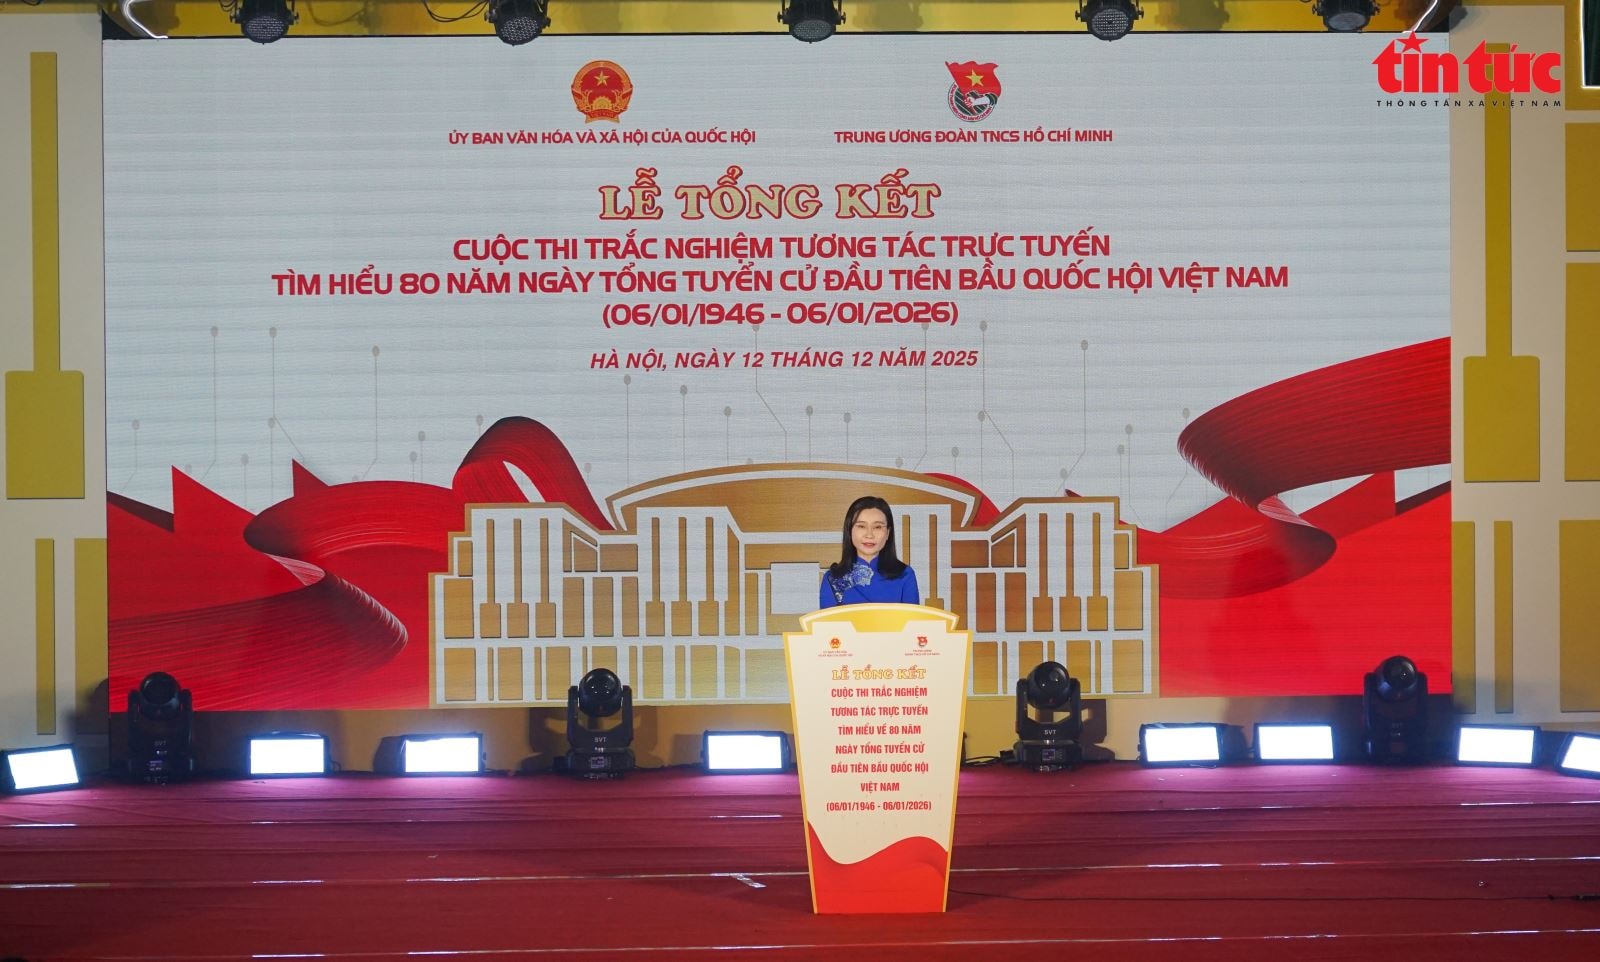 tin tức
THÔNG TẤN XÃ VIỆT NAM
ỦY BAN VĂN HÓA VÀ XÃ HỘI CỦA QUỐC HỘI
TRUNG ƯƠNG ĐOÀN TNCS HỒ CHÍ MINH
LỄ TỔNG KẾT
CUỘC THI TRẮC NGHIỆM TƯƠNG TÁC TRỰC TUYẾN
TÌM HIỂU 80 NĂM NGÀY TỔNG TUYỂN CỬ ĐẦU TIÊN BẦU QUỐC HỘI VIỆT NAM
(06/01/1946 - 06/01/2026)
HÀ NỘI, NGÀY 12 THÁNG 12 NĂM 2025
LỄ TỔNG KẾT
CUỘC THI TRẮC NGHIỆM
TƯƠNG TÁC TRỰC TUYẾN
TÌM HIỂU VỀ 80 NĂM
NGÀY TỔNG TUYỂN CỬ
ĐẦU TIÊN BẦU QUỐC HỘI
VIỆT NAM
(06/01/1946 - 06/01/2026)
SVT
SVT
SVT